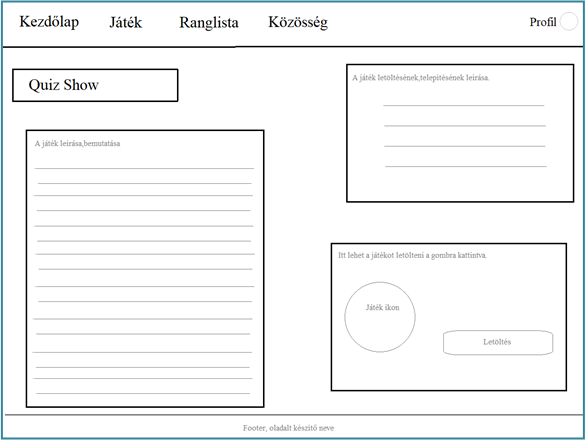 Kezdőlap Játék Ranglista Közösség Profil
Quiz Show
A játék leírása,bemutatása
A játék letöltésének,telepítésének leírása.
Itt lehet a játékot letölteni a gombra kattintva.
Játék ikon
Letöltés
Footer, oladalt készítő neve